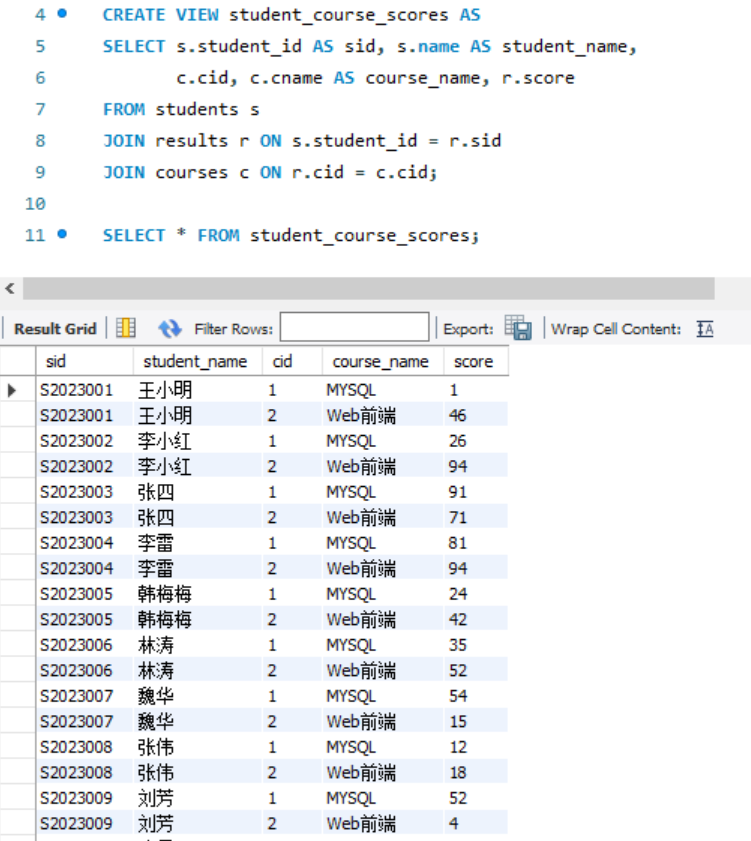 4 CREATE VIEW student_course_scores AS
5 SELECT s.student_id AS sid, s.name AS student_name,
6 c.cid, c.cname AS course_name, r.score
7 FROM students s
8 JOIN results r ON s.student_id = r.sid
9 JOIN courses c ON r.cid = c.cid;
10
11 SELECT * FROM student_course_scores;
Result Grid Filter Rows: Export: Wrap Cell Content: IA
sid student_name cid course_name score
S2023001 王小明 1 MYSQL 1
S2023001 王小明 2 Web前端 46
S2023002 李小红 1 MYSQL 26
S2023002 李小红 2 Web前端 94
S2023003 张四 1 MYSQL 91
S2023003 张四 2 Web前端 71
S2023004 李雷 1 MYSQL 81
S2023004 李雷 2 Web前端 94
S2023005 韩梅梅 1 MYSQL 24
S2023005 韩梅梅 2 Web前端 42
S2023006 林涛 1 MYSQL 35
S2023006 林涛 2 Web前端 52
S2023007 魏华 1 MYSQL 54
S2023007 魏华 2 Web前端 15
S2023008 张伟 1 MYSQL 12
S2023008 张伟 2 Web前端 18
S2023009 刘芳 1 MYSQL 52
S2023009 刘芳 2 Web前端 4